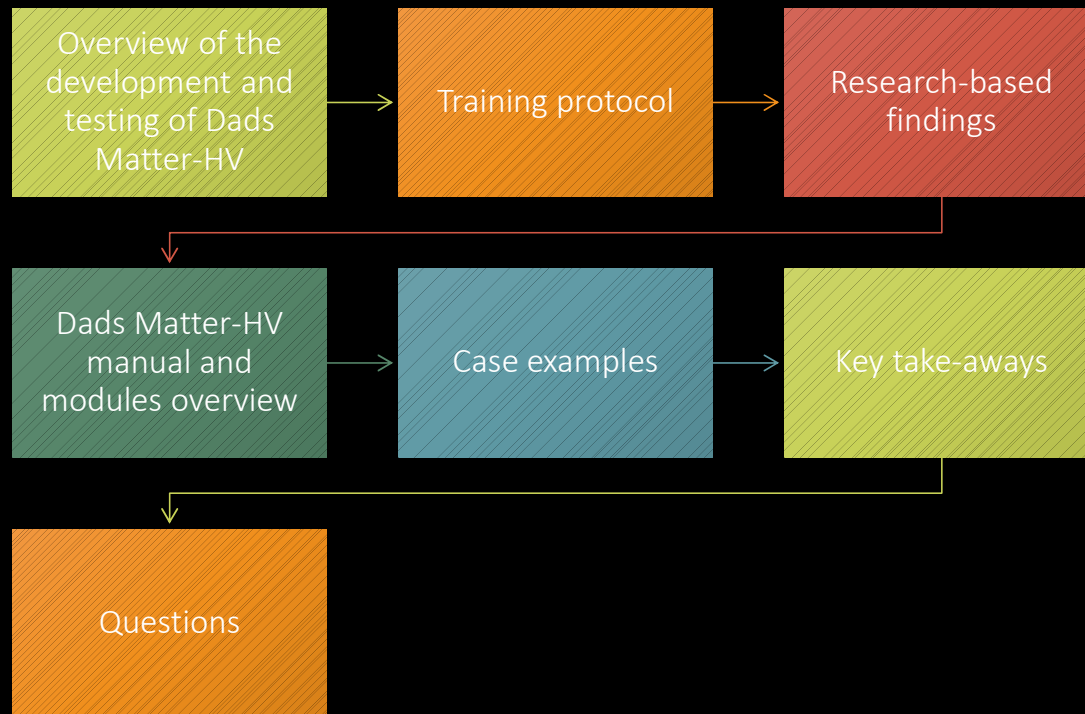 Overview of the
development and
testing of Dads
Matter-HV
Training protocol
Research-based
findings
Dads Matter-HV
manual and
modules overview
Case examples
Key take-aways
Questions